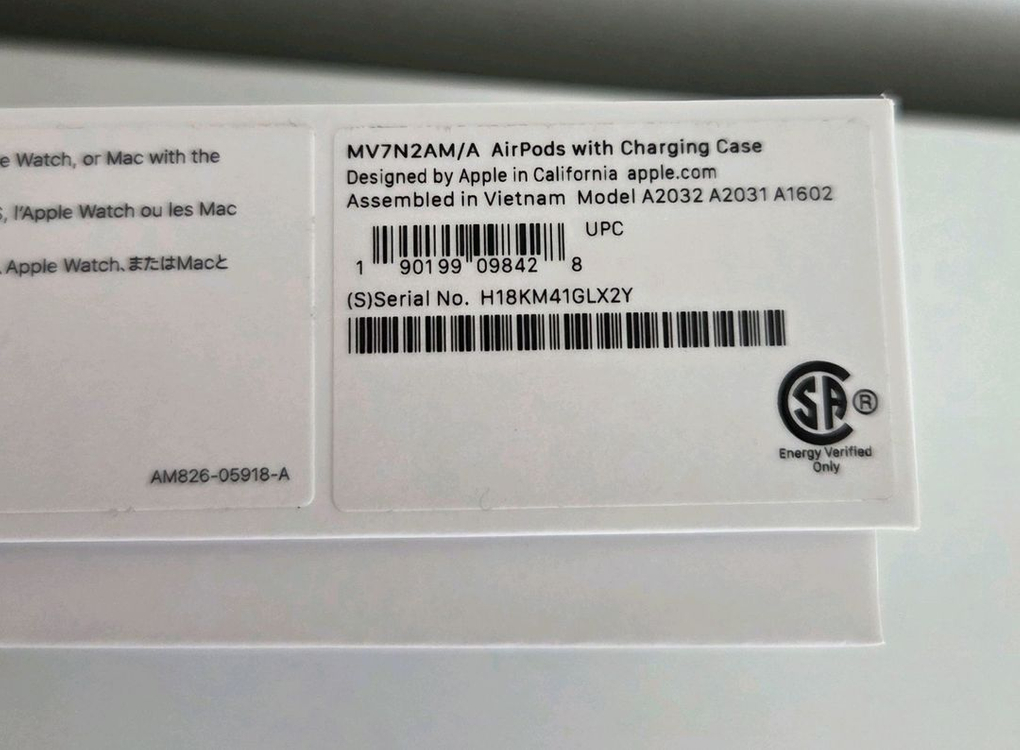 e Watch, or Mac with the
S, l'Apple Watch ou les Mac
Apple Watch、またはMacと
AM826-05918-A
MV7N2AM/A AirPods with Charging Case
Designed by Apple in California apple.com
Assembled in Vietnam Model A2032 A2031 A1602
UPC
1 90199 09842 8
(S)Serial No. H18KM41GLX2Y
SA ®
Energy Verified
Only